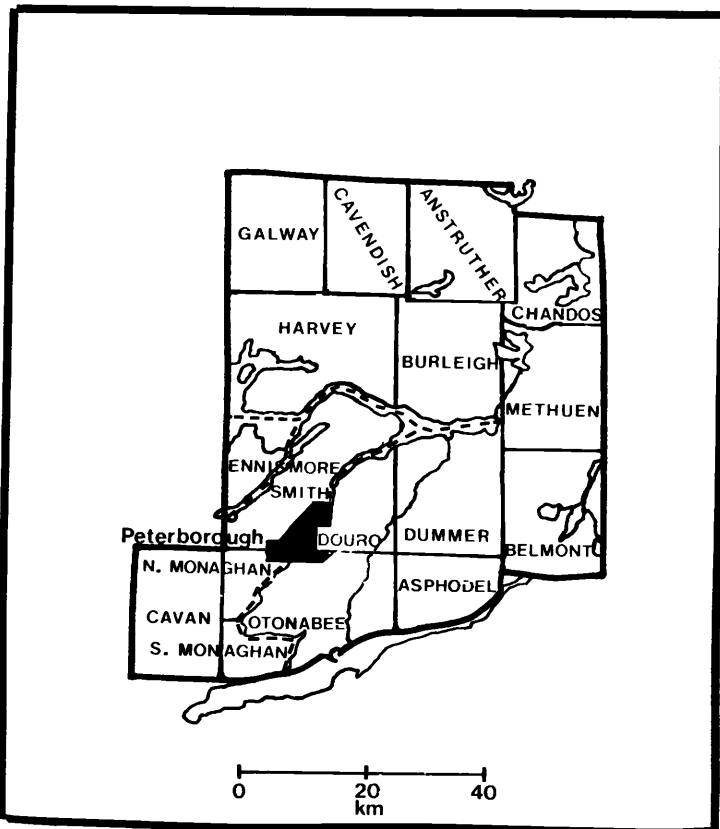 GALWAY
CAVENDISH
ANSTRUTHER
CHANDOS
HARVEY
BURLEIGH
METHUEN
ENNISMORE
SMITH
Peterborough
DOURO
DUMMER
BELMONT
N. MONAGHAN
ASPHODEL
CAVAN
OTONABEE
S. MONAGHAN
0 20 40
km